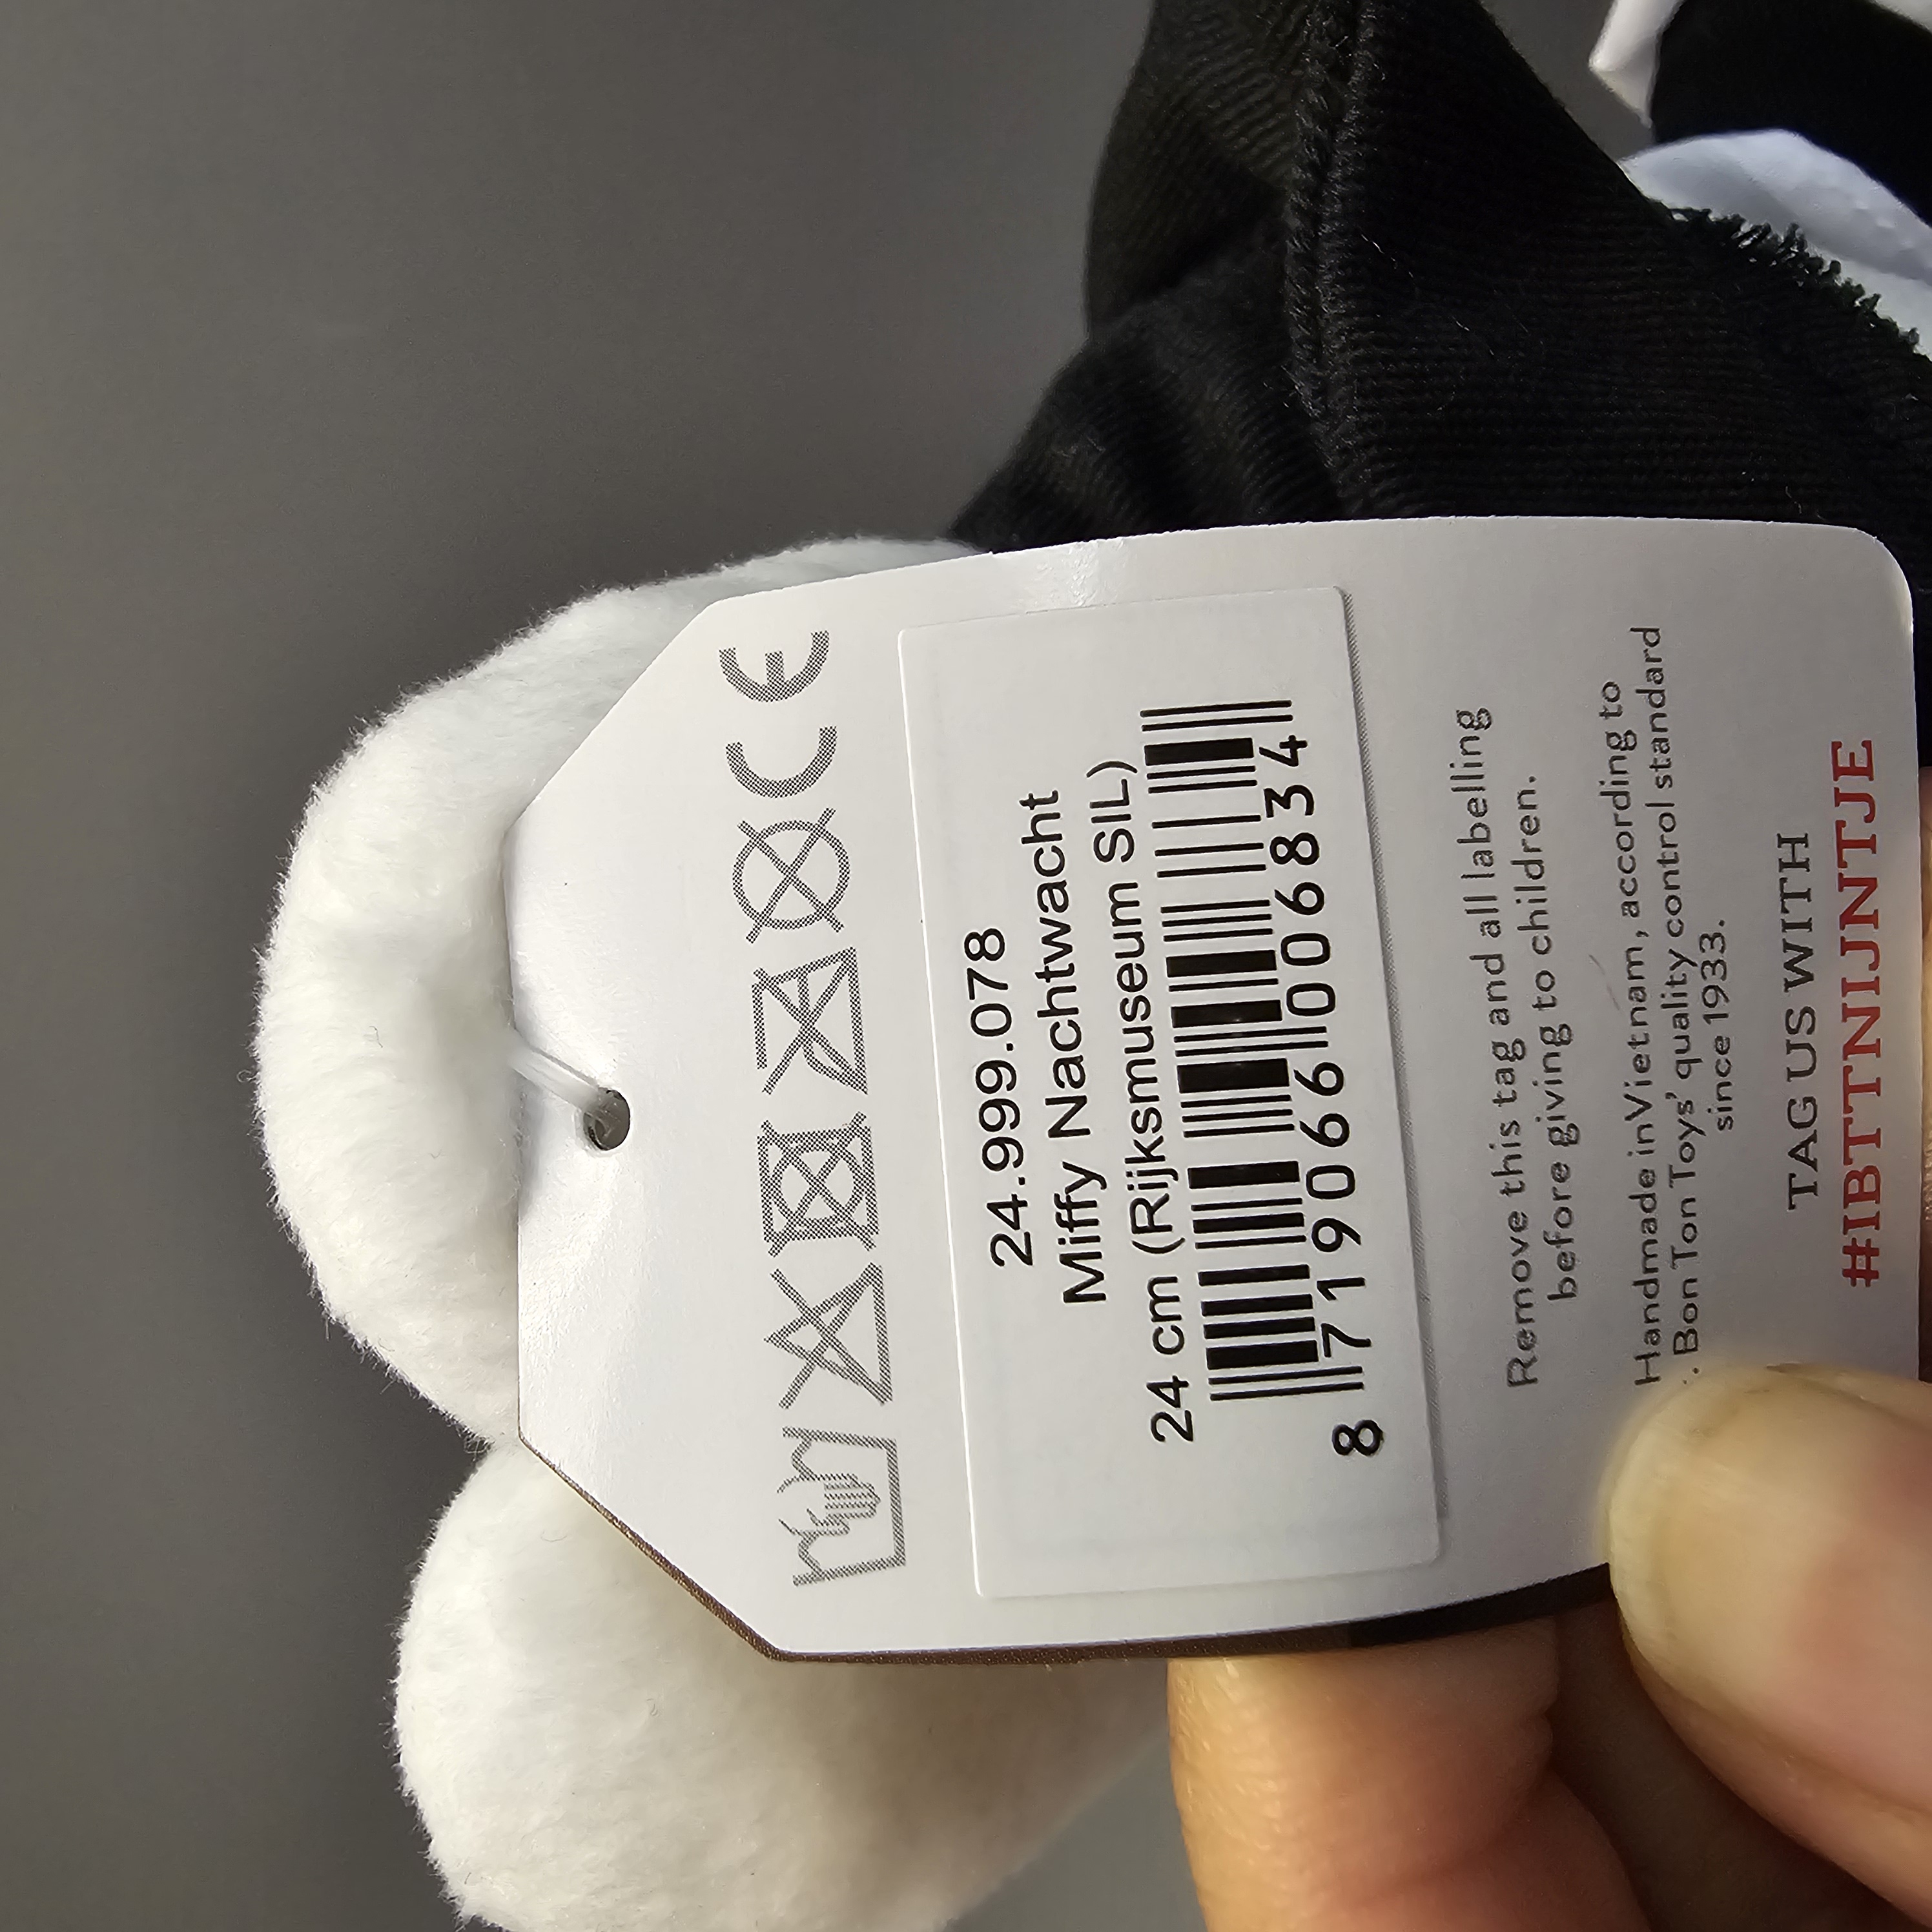 CE
24.999.078
Miffy Nachtwacht
24 cm (Rijksmuseum SIL)
8 719066 006834
Remove this tag and all labelling
before giving to children.
Handmade in Vietnam, according to
Bon Ton Toys' quality control standard
since 1933.
TAG US WITH
#IBTTNIJNTJE